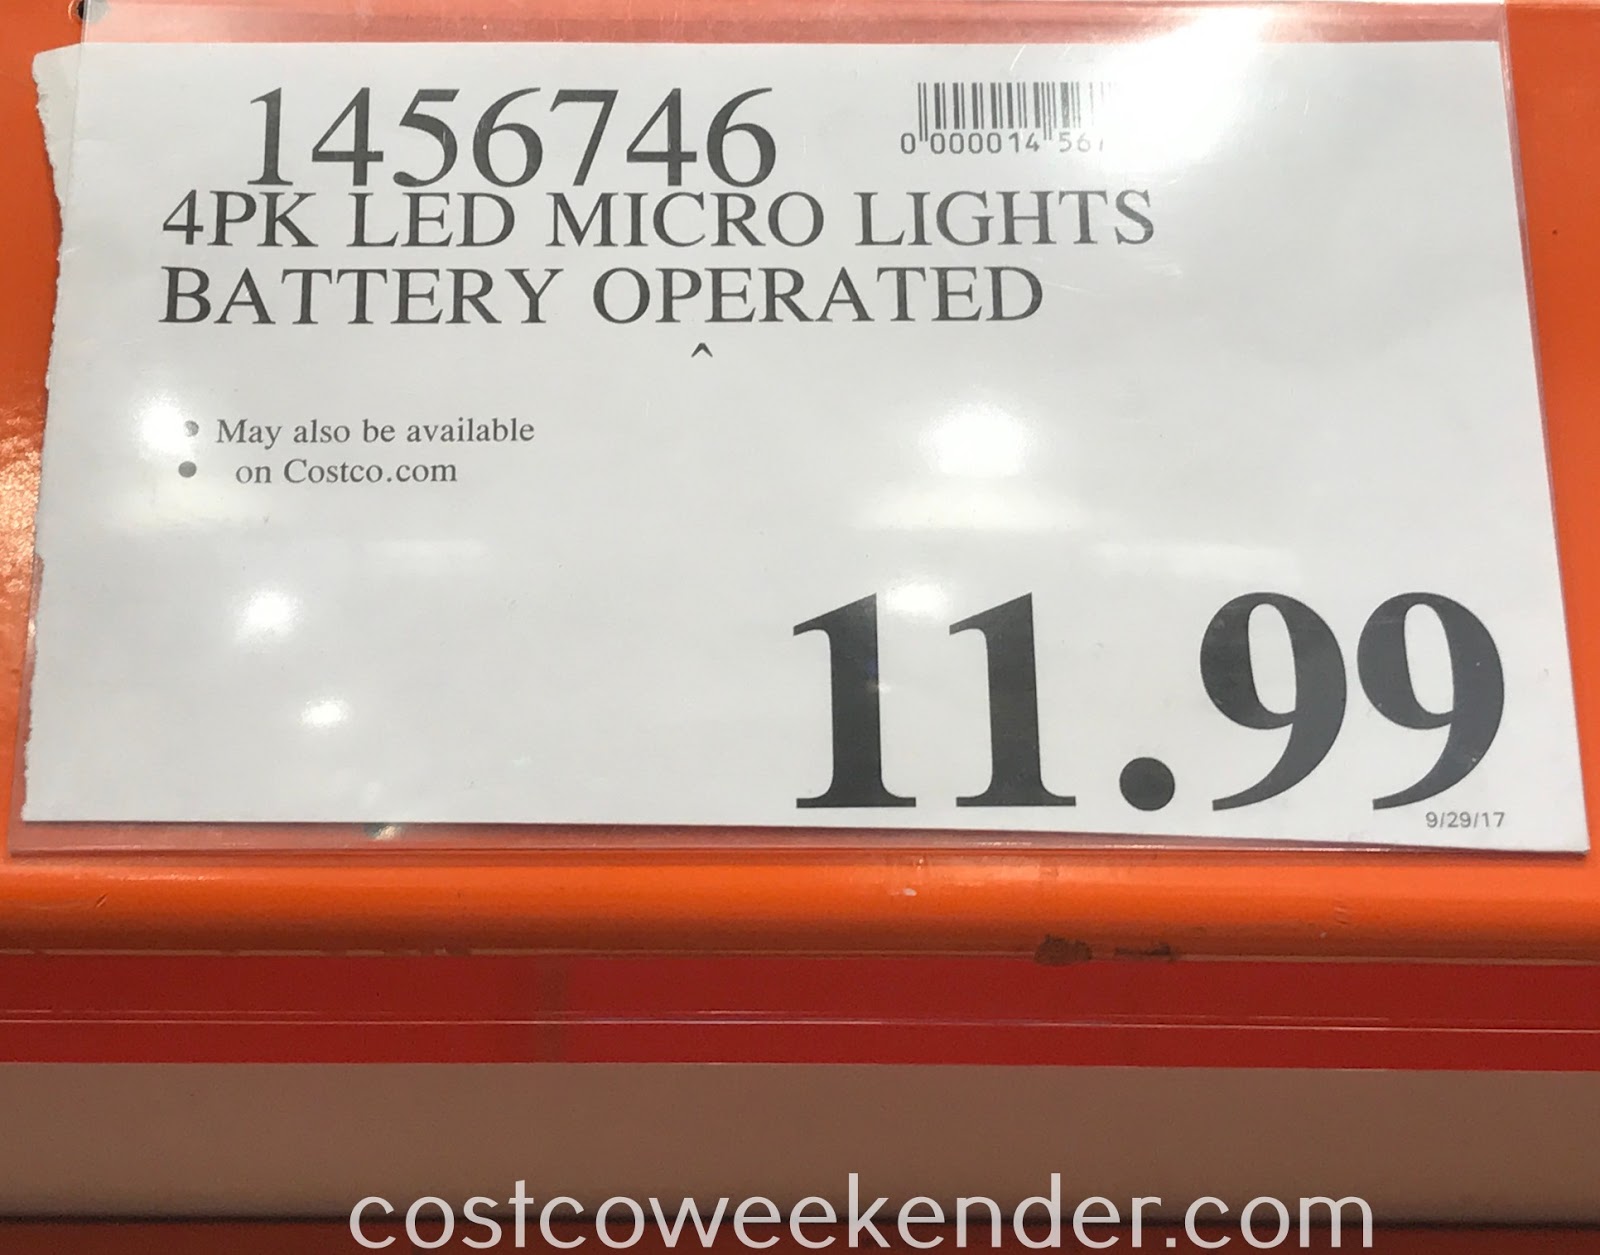 1456746
0 000014 56
4PK LED MICRO LIGHTS
BATTERY OPERATED
^
• May also be available
• on Costco.com
11.99
9/29/17
costcoweekender.com